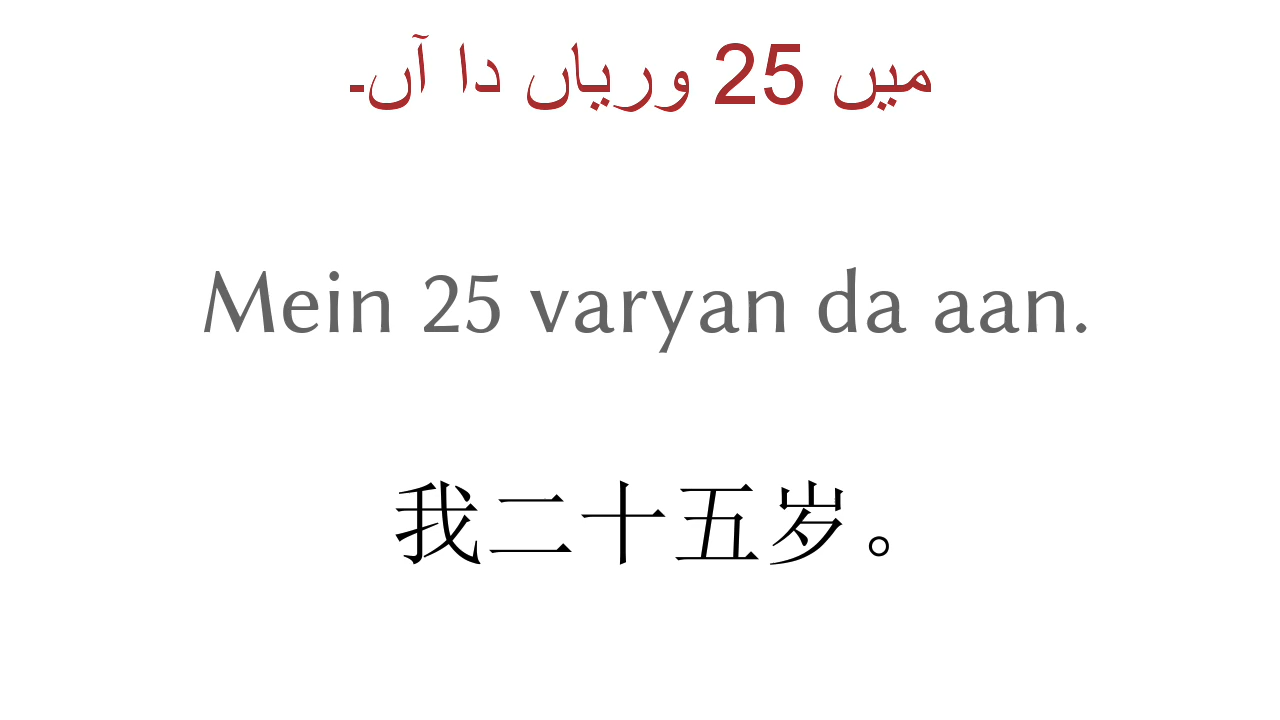 میں 25 وریاں دا آں۔
Mein 25 varyan da aan.
我二十五岁。